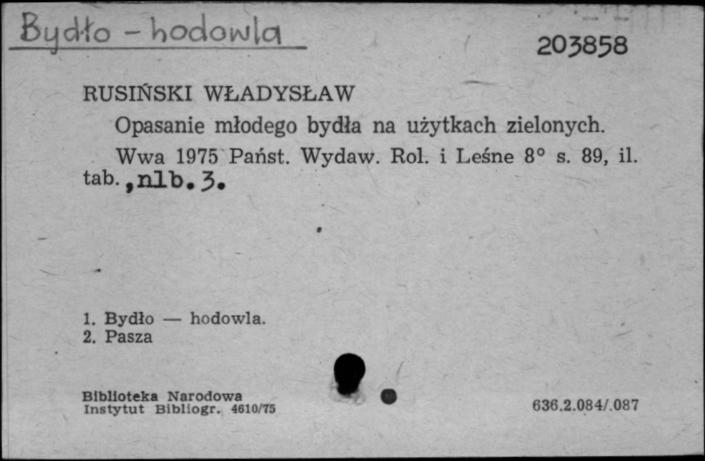 Bydło - hodowla
203858
RUSIŃSKI WŁADYSŁAW
Opasanie młodego bydła na użytkach zielonych.
Wwa 1975 Państ. Wydaw. Rol. i Leśne 8° s. 89, il.
tab., nlb. 3.
1. Bydło — hodowla.
2. Pasza
Biblioteka Narodowa
Instytut Bibliogr. 4610/75
636.2.084/.087